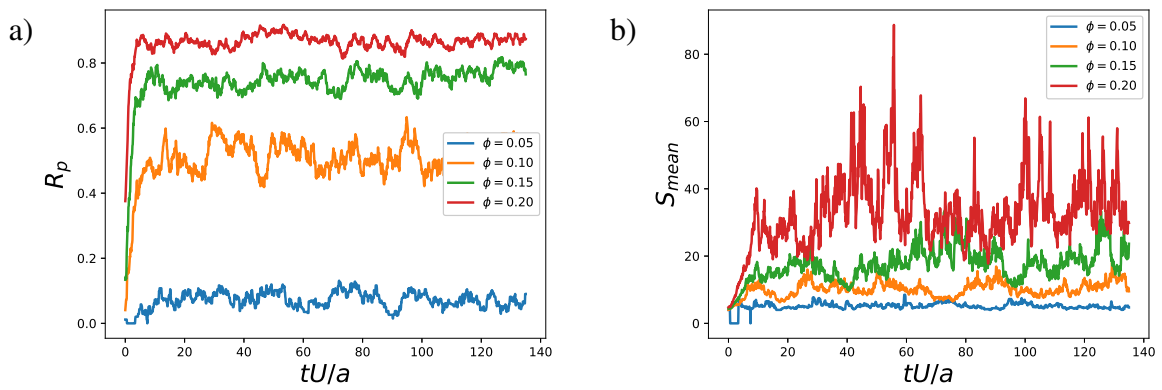 a)
R_p
0.8
0.6
0.4
0.2
0.0
0 20 40 60 80 100 120 140
tU/a
ϕ = 0.05
ϕ = 0.10
ϕ = 0.15
ϕ = 0.20
b)
S_mean
80
60
40
20
0
0 20 40 60 80 100 120 140
tU/a
ϕ = 0.05
ϕ = 0.10
ϕ = 0.15
ϕ = 0.20